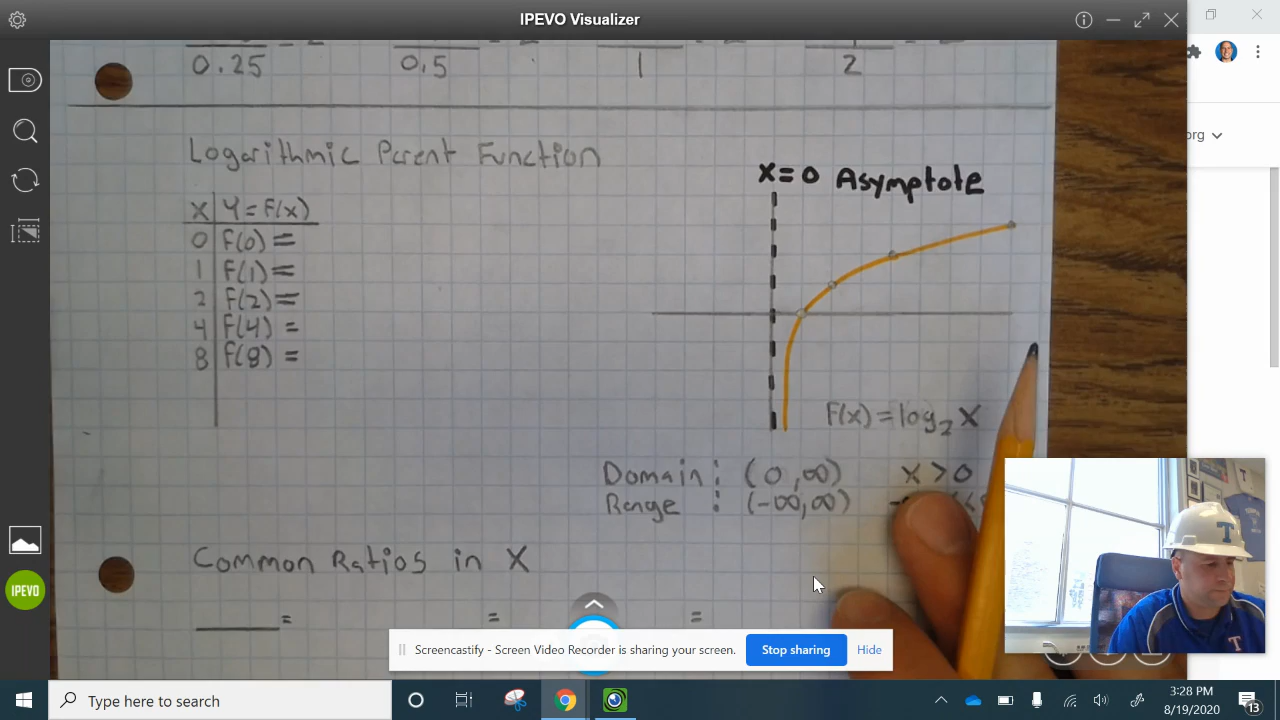 IPEVO Visualizer
0.25
0.5
1
2
org
Logarithmic Parent Function
X=0 Asymptote
X Y=F(x)
0 F(0) =
1 F(1) =
2 F(2) =
4 F(4) =
8 F(8) =
F(x)=log₂X
Domain : (0,∞) X>0
Range : (-∞,∞)
Common Ratios in X
=
=
=
IPEVO
T
T
Screencastify - Screen Video Recorder is sharing your screen.
Stop sharing
Hide
Type here to search
3:28 PM
8/19/2020
13